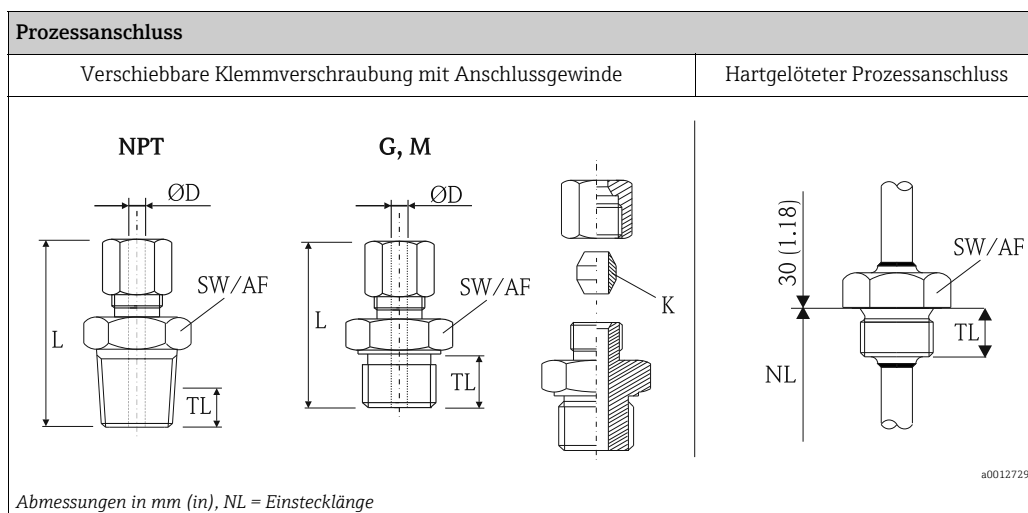 Prozessanschluss
Verschiebbare Klemmverschraubung mit Anschlussgewinde
Hartgelöteter Prozessanschluss
NPT
G, M
ØD
ØD
SW/AF
SW/AF
L
L
TL
TL
K
30 (1.18)
SW/AF
TL
NL
a0012729
Abmessungen in mm (in), NL = Einstecklänge